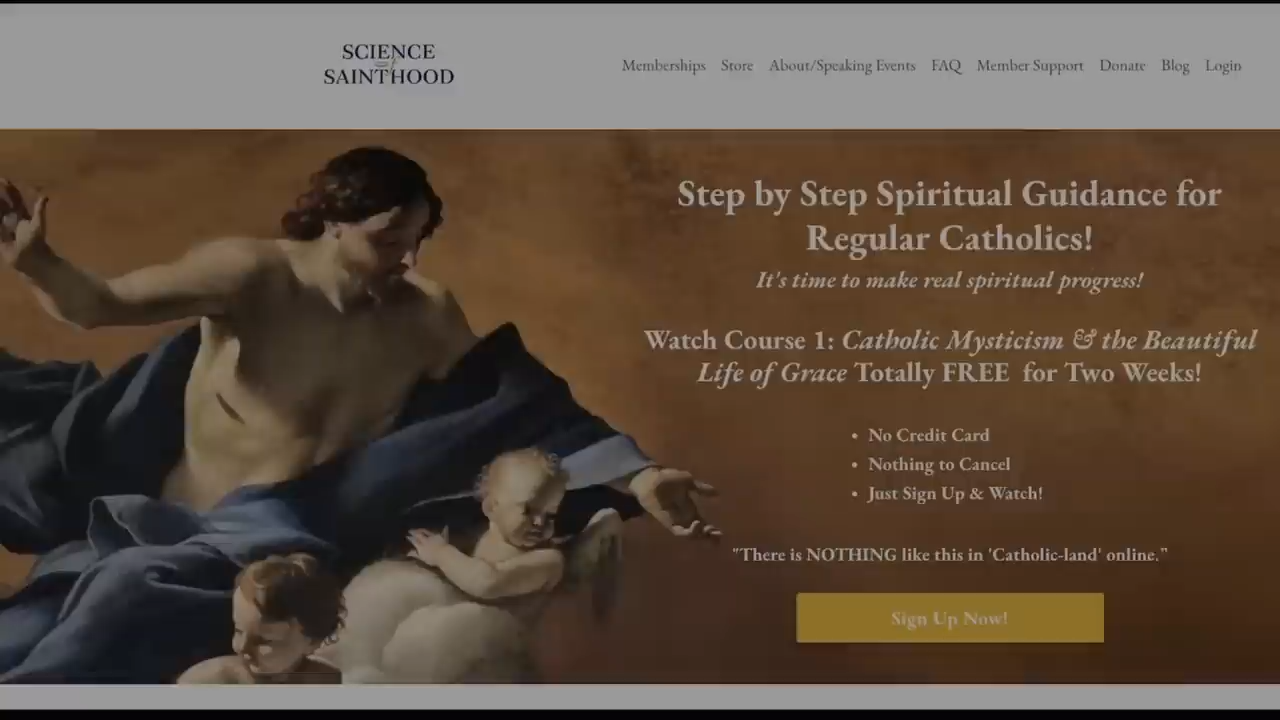 SCIENCE
of
SAINTHOOD
Memberships Store About/Speaking Events FAQ Member Support Donate Blog Login
Step by Step Spiritual Guidance for
Regular Catholics!
It's time to make real spiritual progress!
Watch Course 1: Catholic Mysticism & the Beautiful
Life of Grace Totally FREE for Two Weeks!
• No Credit Card
• Nothing to Cancel
• Just Sign Up & Watch!
"There is NOTHING like this in 'Catholic-land' online."
Sign Up Now!